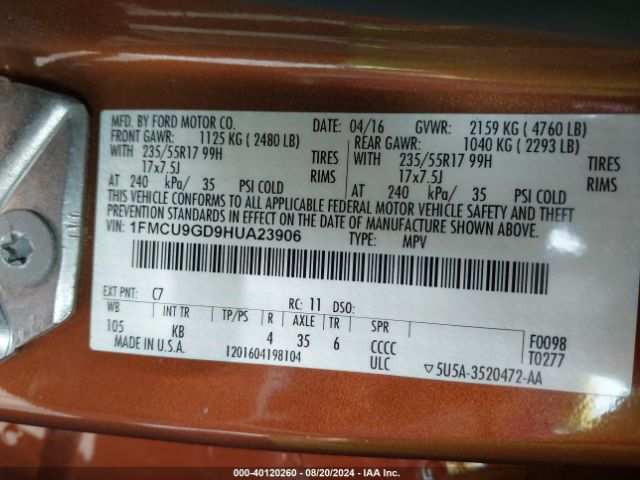 MFD. BY FORD MOTOR CO. DATE: 04/16 GVWR: 2159 KG ( 4760 LB)
FRONT GAWR: 1125 KG ( 2480 LB) REAR GAWR: 1040 KG ( 2293 LB)
WITH 235/55R17 99H TIRES WITH 235/55R17 99H TIRES
17x7.5J RIMS 17x7.5J RIMS
AT 240 kPa/ 35 PSI COLD AT 240 kPa/ 35 PSI COLD
THIS VEHICLE CONFORMS TO ALL APPLICABLE FEDERAL MOTOR VEHICLE SAFETY AND THEFT
PREVENTION STANDARDS IN EFFECT ON THE DATE OF MANUFACTURE SHOWN ABOVE.
VIN: 1FMCU9GD9HUA23906 TYPE: MPV
EXT PNT: C7 RC: 11 DSO:
WB INT TR TP/PS R AXLE TR SPR F0098
105 KB 4 35 6 CCCC T0277
MADE IN U.S.A. 1201604198104 ULC ▽5U5A-3520472-AA
000-40120260 - 08/20/2024 - IAA Inc.